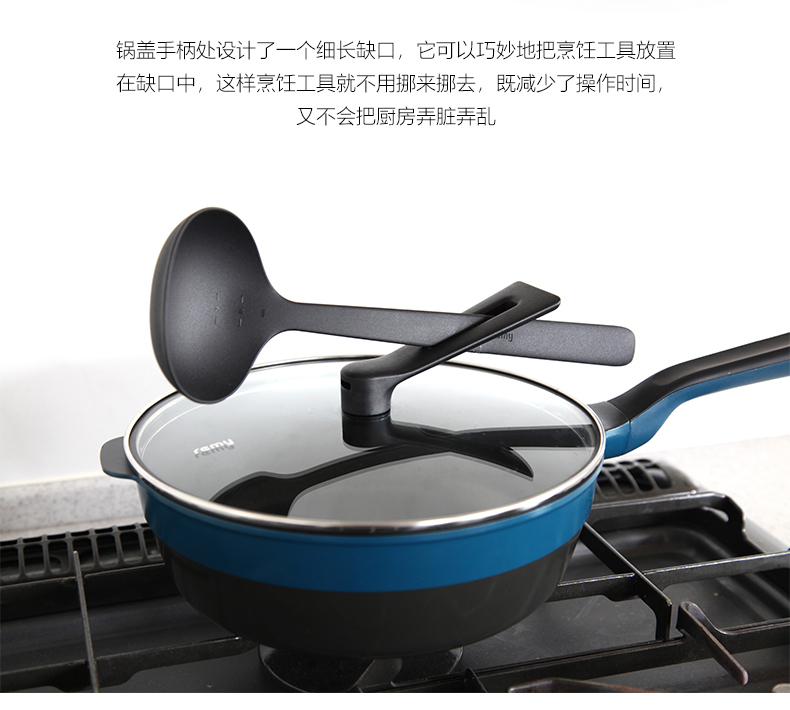 锅盖手柄处设计了一个细长缺口，它可以巧妙地把烹饪工具放置
在缺口中，这样烹饪工具就不用挪来挪去，既减少了操作时间，
又不会把厨房弄脏弄乱
remy